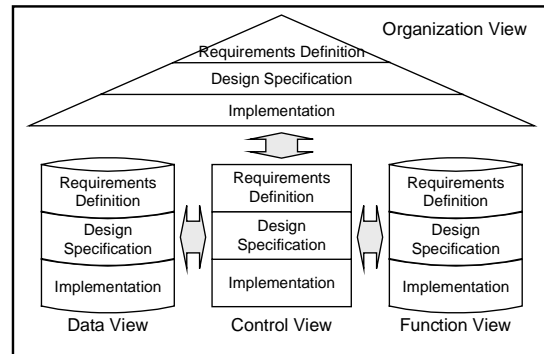 Organization View
Requirements Definition
Design Specification
Implementation
Requirements
Definition
Design
Specification
Implementation
Data View
Requirements
Definition
Design
Specification
Implementation
Control View
Requirements
Definition
Design
Specification
Implementation
Function View